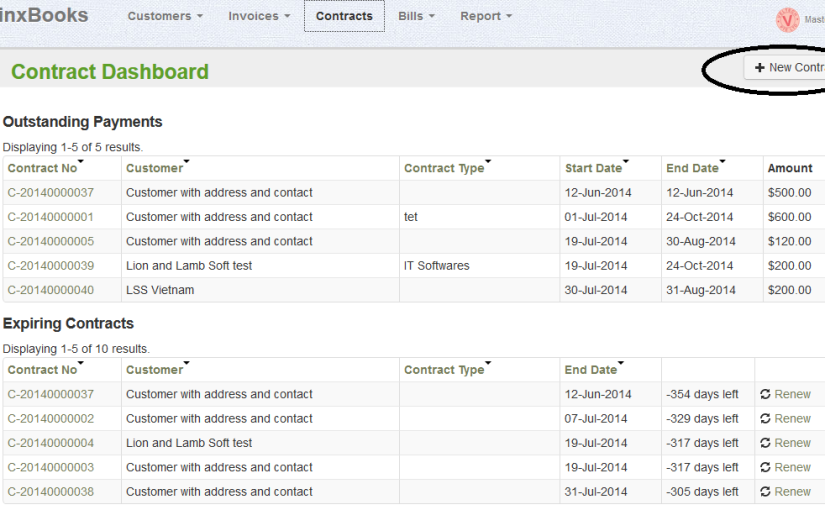 inxBooks Customers Invoices Contracts Bills Report Mast
Contract Dashboard
New Contra
Outstanding Payments
Displaying 1-5 of 5 results.
Contract No Customer Contract Type Start Date End Date Amount
C-20140000037 Customer with address and contact 12-Jun-2014 12-Jun-2014 $500.00
C-20140000001 Customer with address and contact tet 01-Jul-2014 24-Oct-2014 $600.00
C-20140000005 Customer with address and contact 19-Jul-2014 30-Aug-2014 $120.00
C-20140000039 Lion and Lamb Soft test IT Softwares 19-Jul-2014 24-Oct-2014 $200.00
C-20140000040 LSS Vietnam 30-Jul-2014 31-Aug-2014 $200.00
Expiring Contracts
Displaying 1-5 of 10 results.
Contract No Customer Contract Type End Date
C-20140000037 Customer with address and contact 12-Jun-2014 -354 days left Renew
C-20140000002 Customer with address and contact 07-Jul-2014 -329 days left Renew
C-20140000004 Lion and Lamb Soft test 19-Jul-2014 -317 days left Renew
C-20140000003 Customer with address and contact 19-Jul-2014 -317 days left Renew
C-20140000038 Customer with address and contact 31-Jul-2014 -305 days left Renew